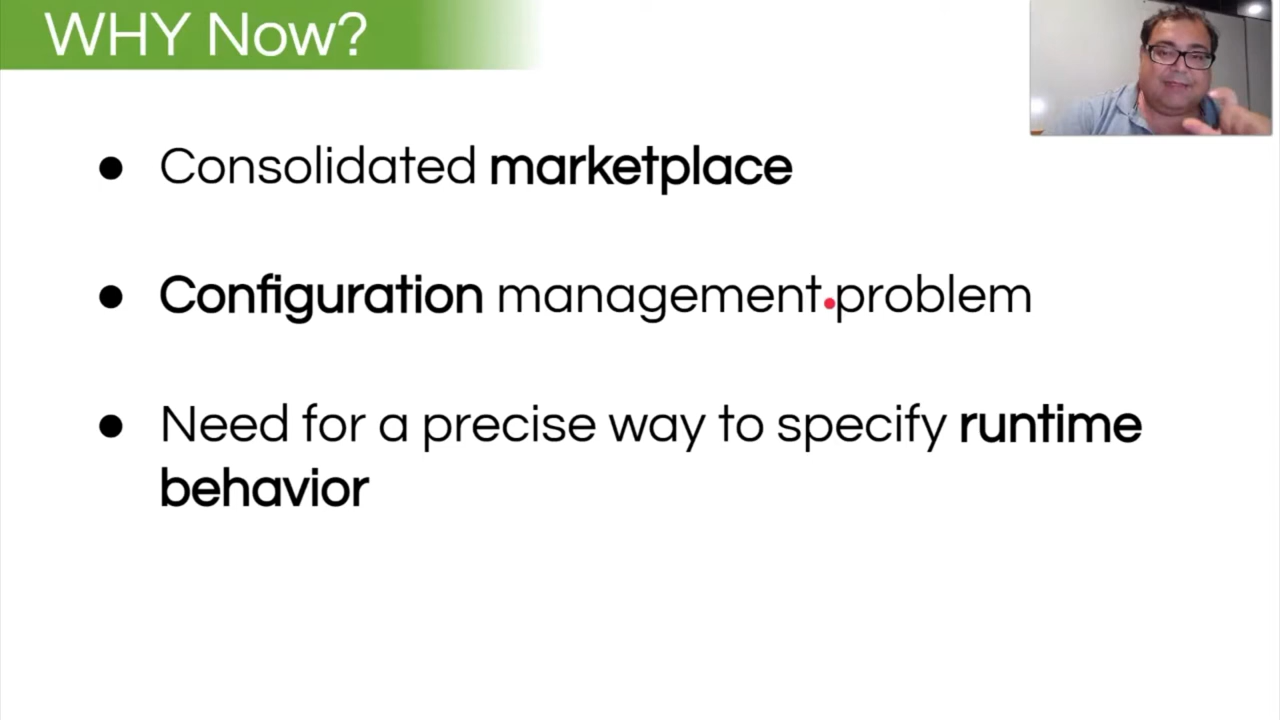 WHY Now?
● Consolidated marketplace
● Configuration management problem
● Need for a precise way to specify runtime
behavior